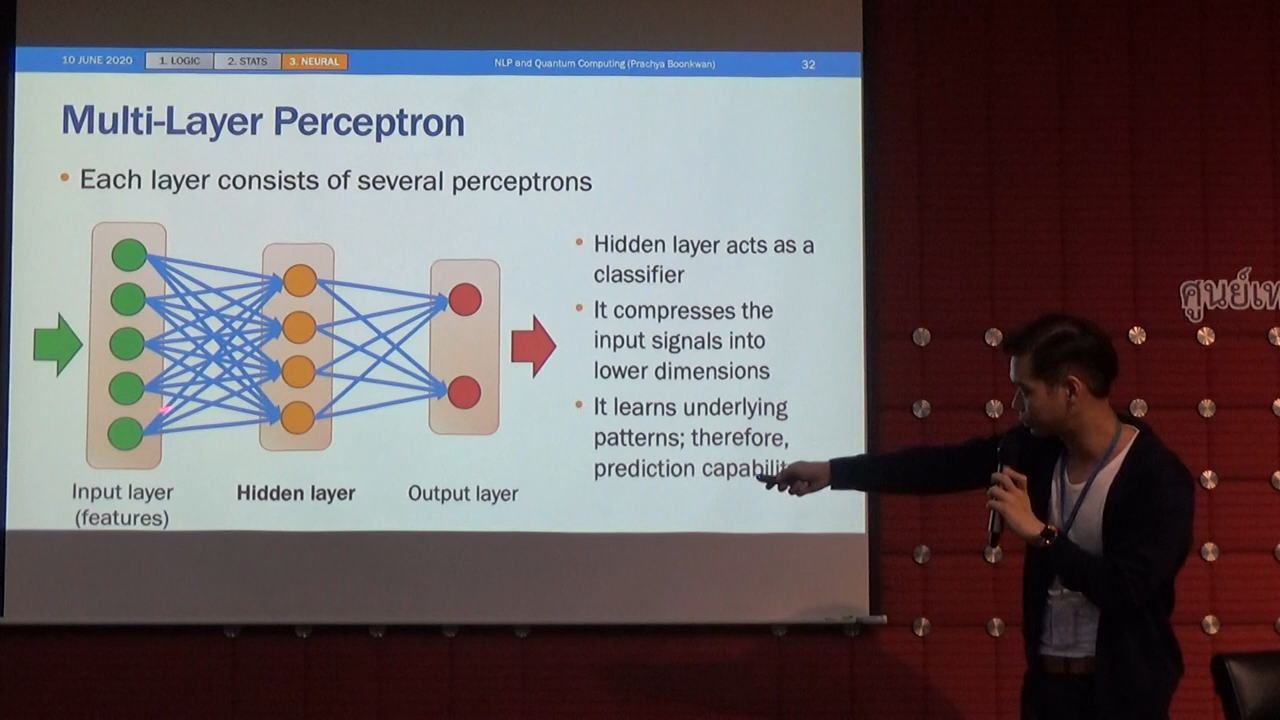 10 JUNE 2020
1. LOGIC
2. STATS
3. NEURAL
NLP and Quantum Computing (Prachya Boonkwan)
32
Multi-Layer Perceptron
• Each layer consists of several perceptrons
• Hidden layer acts as a
classifier
• It compresses the
input signals into
lower dimensions
• It learns underlying
patterns; therefore,
prediction capabilit
Input layer
(features)
Hidden layer
Output layer
ศูนย์เท